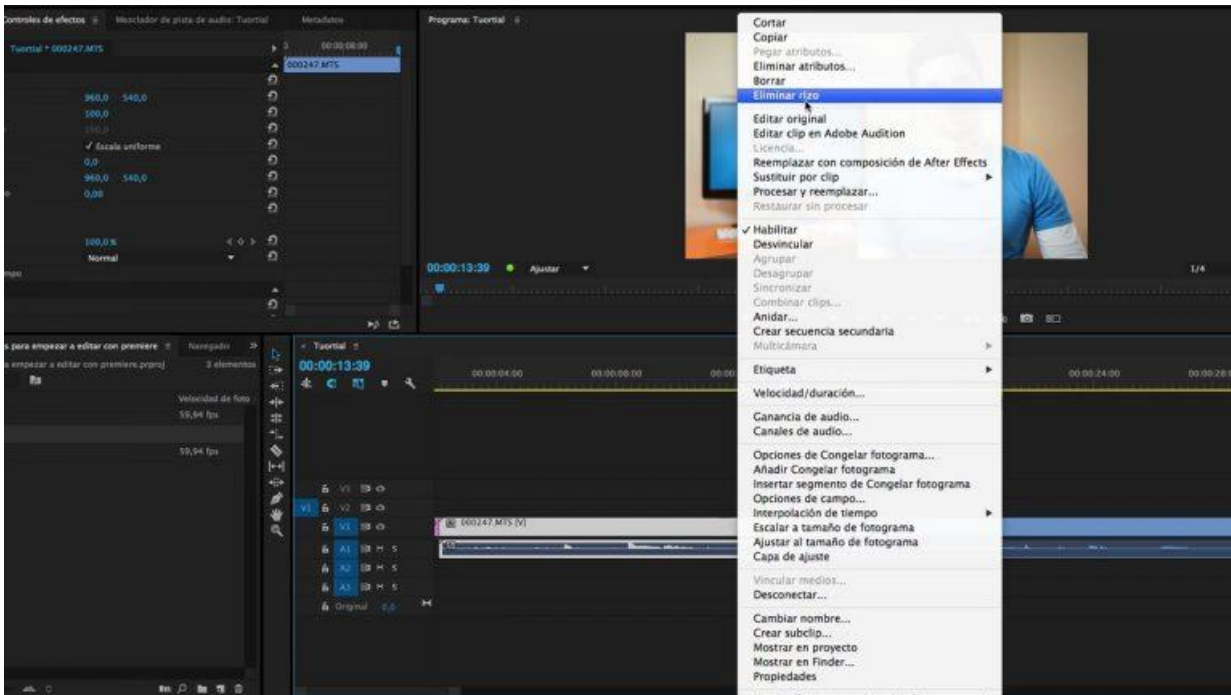 Controles de efectos
Mezclador de pista de audio: Tuortial
Metadatos
Tuortial * 000247.MTS
00:00:08:00
000247.MTS
960,0 540,0
100,0
100,0
✓ Escala uniforme
0,0
960,0 540,0
0,00
100,0 %
Normal
Programa: Tuortial
00:00:13:39
Ajustar
1/4
Cortar
Copiar
Pegar atributos...
Eliminar atributos...
Borrar
Eliminar rizo
Editar original
Editar clip en Adobe Audition
Licencia...
Reemplazar con composición de After Effects
Sustituir por clip
Procesar y reemplazar...
Restaurar sin procesar
✓ Habilitar
Desvincular
Agrupar
Desagrupar
Sincronizar
Combinar clips...
Anidar...
Crear secuencia secundaria
Multicámara
Etiqueta
Velocidad/duración...
Ganancia de audio...
Canales de audio...
Opciones de Congelar fotograma...
Añadir Congelar fotograma
Insertar segmento de Congelar fotograma
Opciones de campo...
Interpolación de tiempo
Escalar a tamaño de fotograma
Ajustar al tamaño de fotograma
Capa de ajuste
Vincular medios...
Desconectar...
Cambiar nombre...
Crear subclip...
Mostrar en proyecto
Mostrar en Finder...
Propiedades
s para empezar a editar con premiere
Navegador
empezar a editar con premiere.prproj
3 elementos
Velocidad de foto
59,94 fps
59,94 fps
Tuortial
00:00:13:39
00:00:04:00
00:00:08:00
00:00
00:00:24:00
00:00:28:0
V3
V1 V2
V1
000247.MTS [V]
A1 M S
A2 M S
A3 M S
Original 0,0